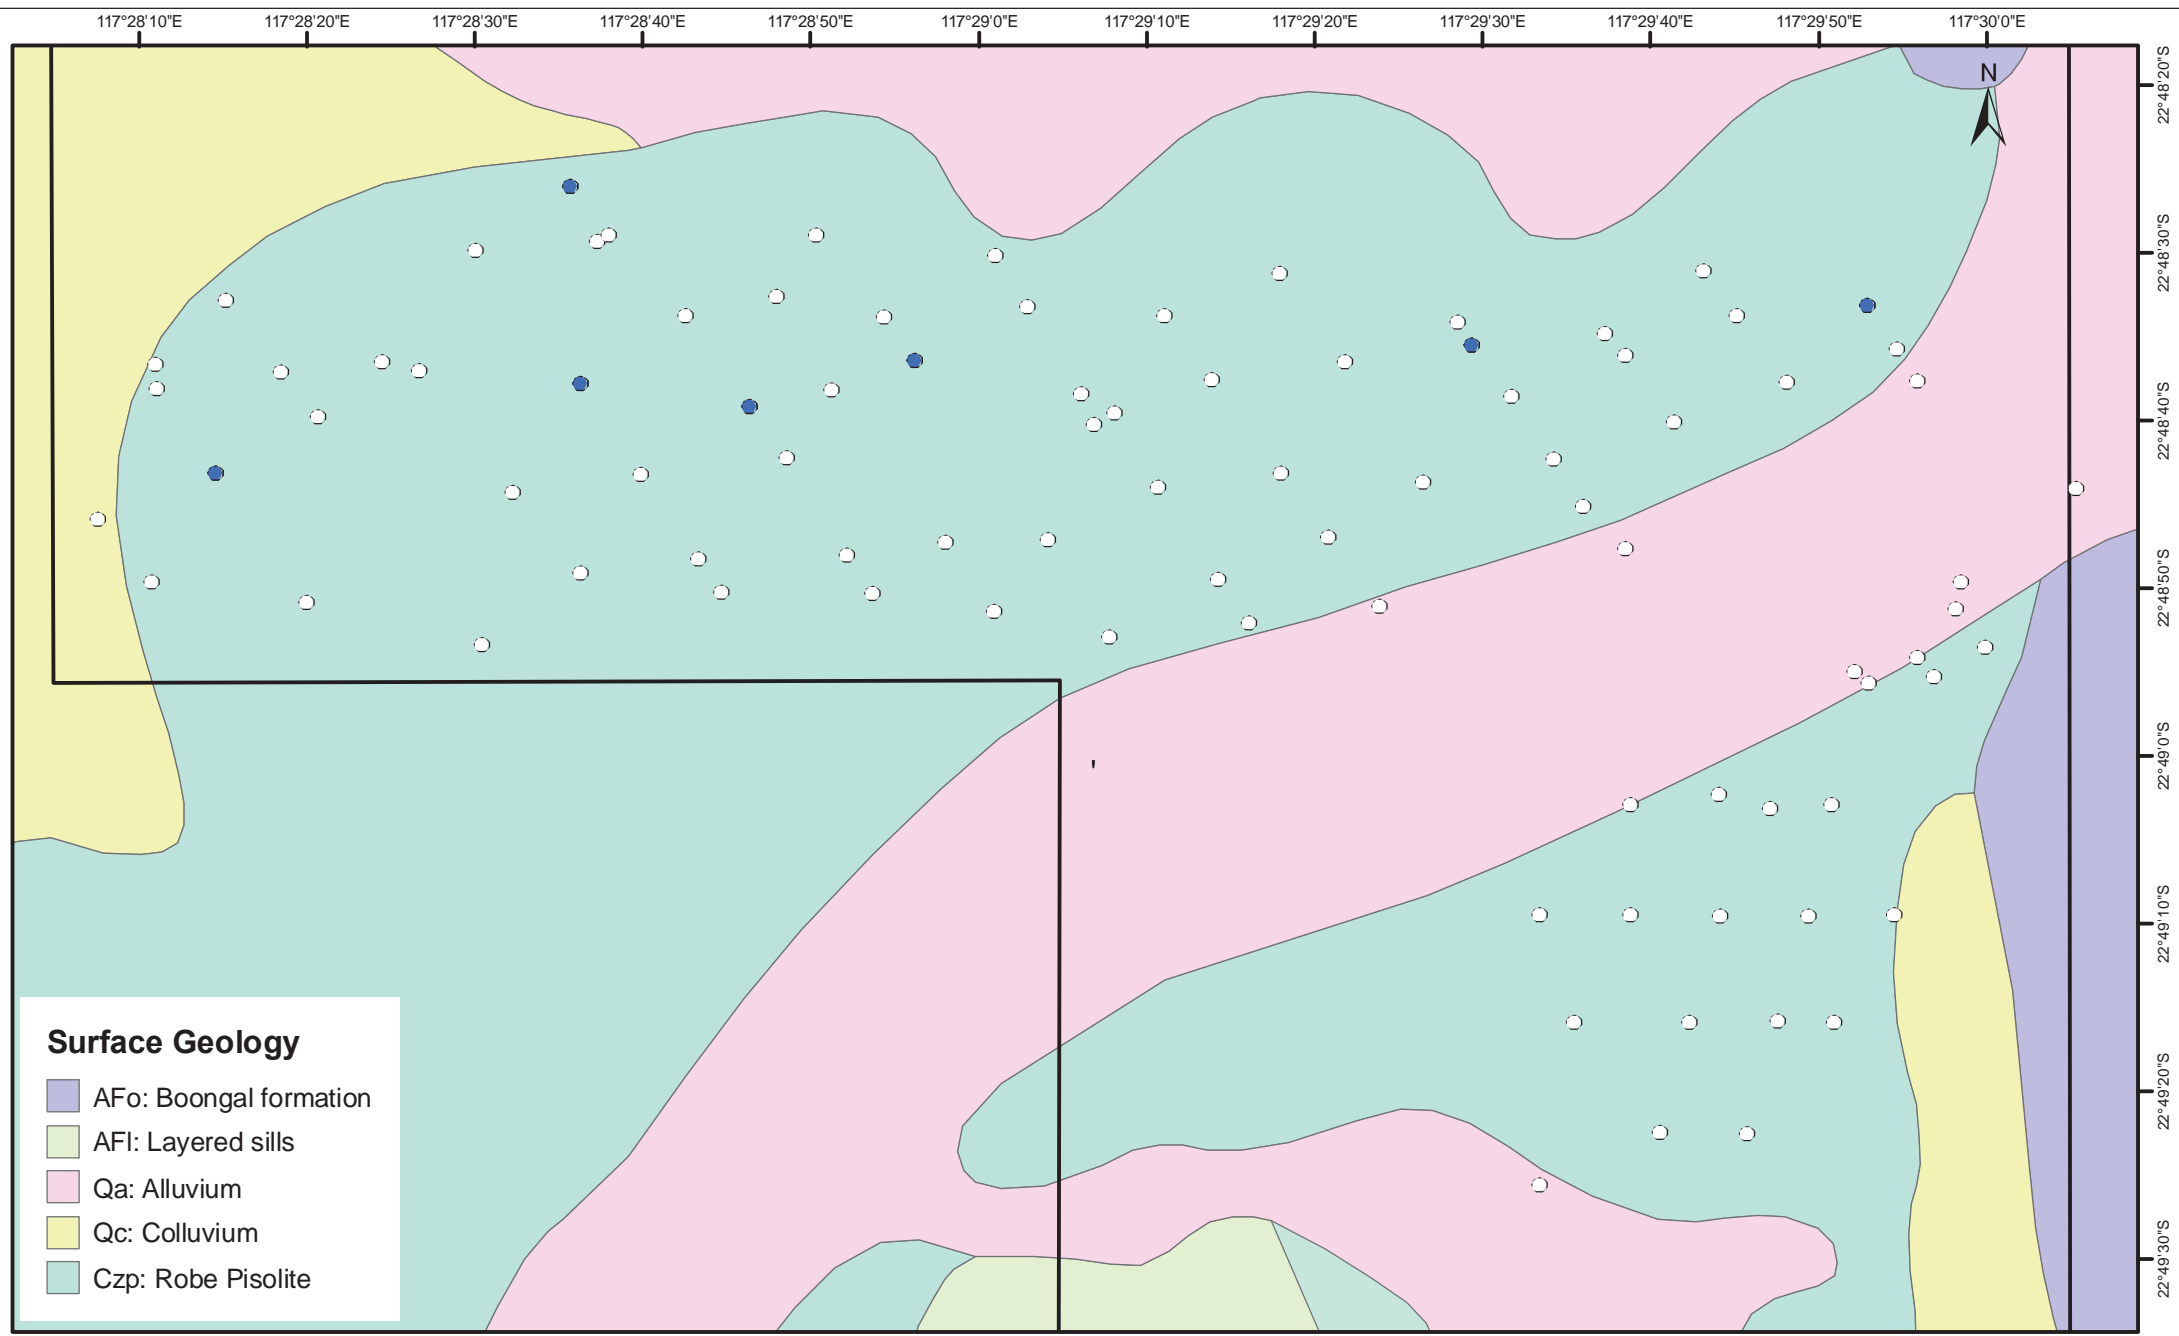 117°28'10"E 117°28'20"E 117°28'30"E 117°28'40"E 117°28'50"E 117°29'0"E 117°29'10"E 117°29'20"E 117°29'30"E 117°29'40"E 117°29'50"E 117°30'0"E
N
22°48'20"S
22°48'30"S
22°48'40"S
22°48'50"S
22°49'0"S
22°49'10"S
22°49'20"S
22°49'30"S
Surface Geology
AFo: Boongal formation
AFl: Layered sills
Qa: Alluvium
Qc: Colluvium
Czp: Robe Pisolite